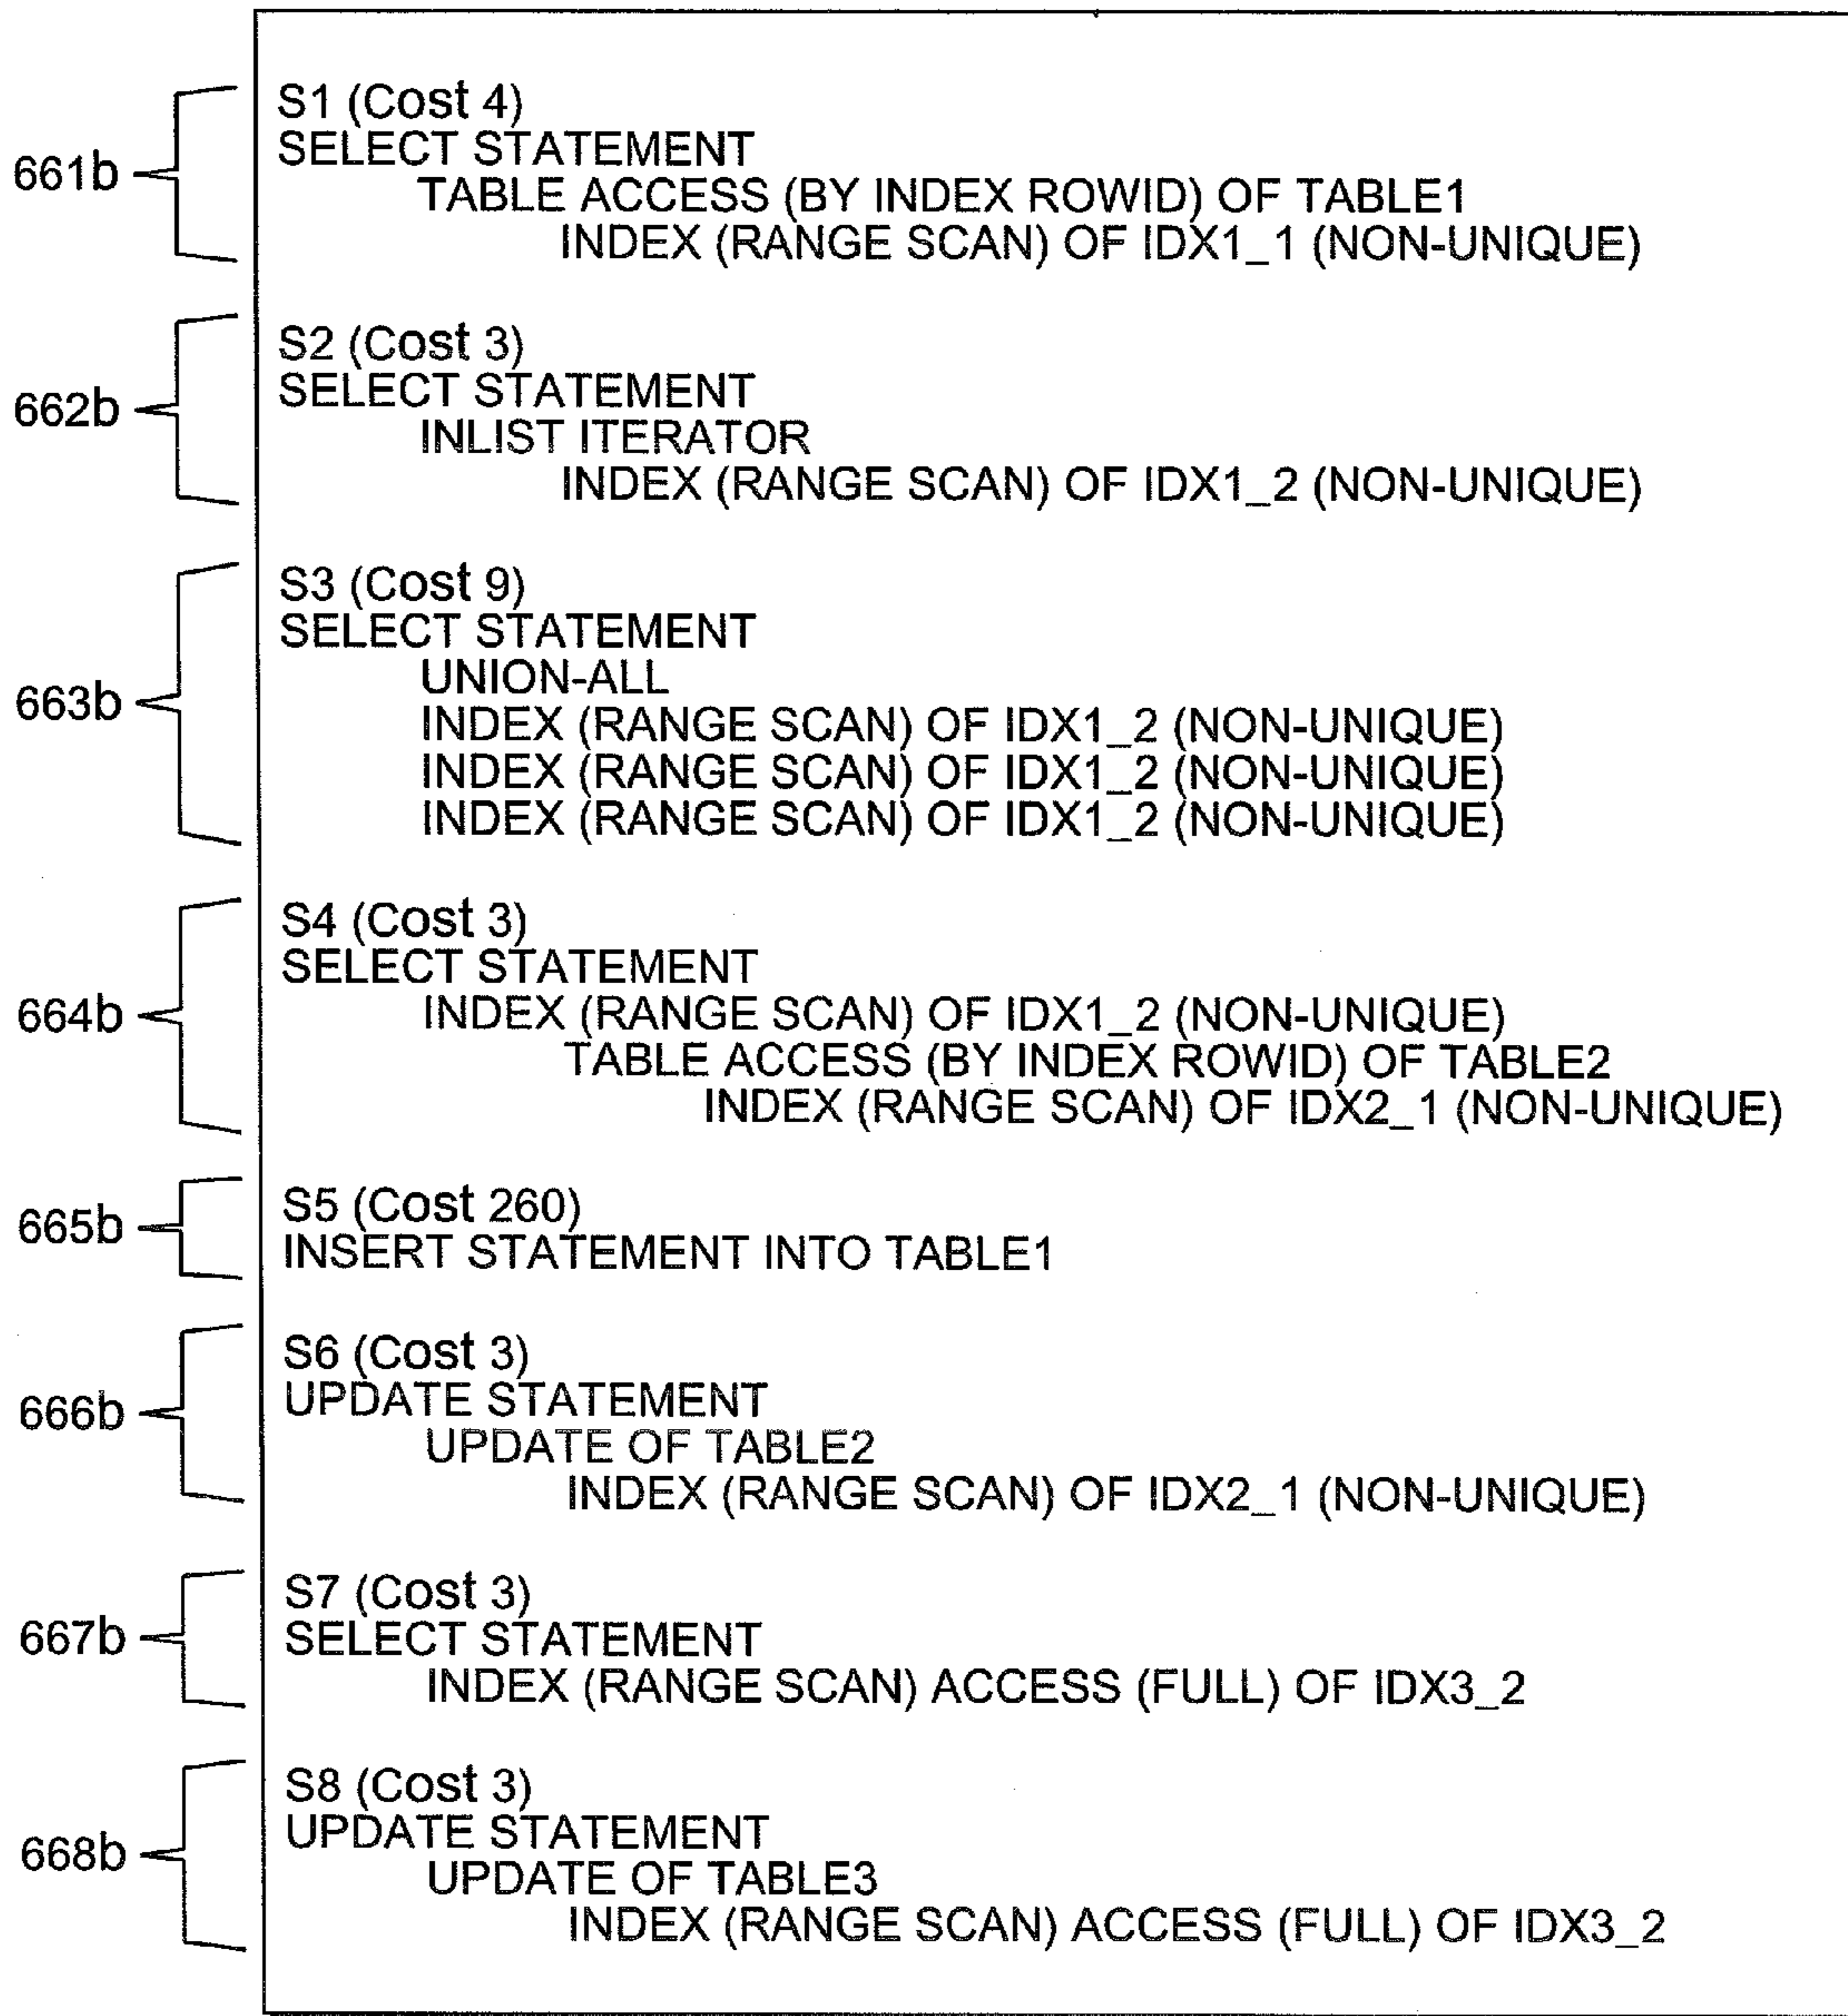 661b
S1 (Cost 4)
SELECT STATEMENT
TABLE ACCESS (BY INDEX ROWID) OF TABLE1
INDEX (RANGE SCAN) OF IDX1_1 (NON-UNIQUE)
662b
S2 (Cost 3)
SELECT STATEMENT
INLIST ITERATOR
INDEX (RANGE SCAN) OF IDX1_2 (NON-UNIQUE)
663b
S3 (Cost 9)
SELECT STATEMENT
UNION-ALL
INDEX (RANGE SCAN) OF IDX1_2 (NON-UNIQUE)
INDEX (RANGE SCAN) OF IDX1_2 (NON-UNIQUE)
INDEX (RANGE SCAN) OF IDX1_2 (NON-UNIQUE)
664b
S4 (Cost 3)
SELECT STATEMENT
INDEX (RANGE SCAN) OF IDX1_2 (NON-UNIQUE)
TABLE ACCESS (BY INDEX ROWID) OF TABLE2
INDEX (RANGE SCAN) OF IDX2_1 (NON-UNIQUE)
665b
S5 (Cost 260)
INSERT STATEMENT INTO TABLE1
666b
S6 (Cost 3)
UPDATE STATEMENT
UPDATE OF TABLE2
INDEX (RANGE SCAN) OF IDX2_1 (NON-UNIQUE)
667b
S7 (Cost 3)
SELECT STATEMENT
INDEX (RANGE SCAN) ACCESS (FULL) OF IDX3_2
668b
S8 (Cost 3)
UPDATE STATEMENT
UPDATE OF TABLE3
INDEX (RANGE SCAN) ACCESS (FULL) OF IDX3_2